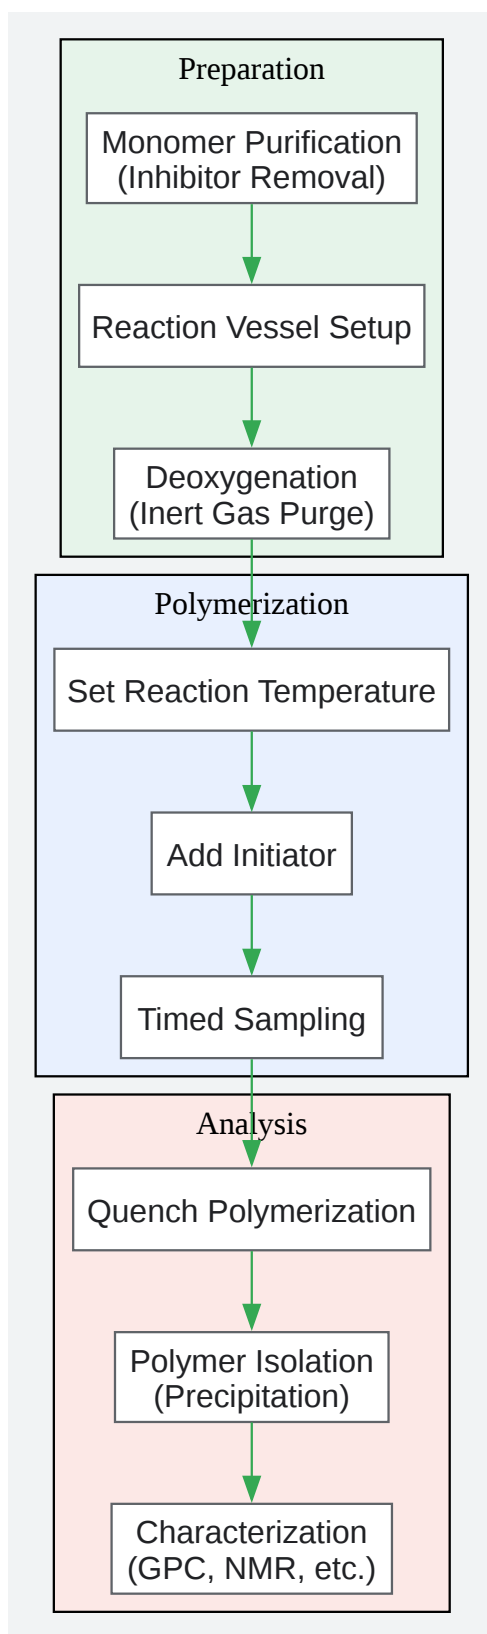 Preparation
Monomer Purification
(Inhibitor Removal)
Reaction Vessel Setup
Deoxygenation
(Inert Gas Purge)
Polymerization
Set Reaction Temperature
Add Initiator
Timed Sampling
Analysis
Quench Polymerization
Polymer Isolation
(Precipitation)
Characterization
(GPC, NMR, etc.)